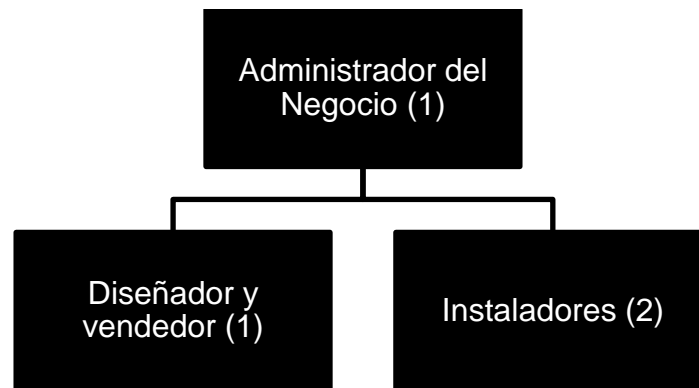 Administrador del
Negocio (1)
Diseñador y
vendedor (1)
Instaladores (2)